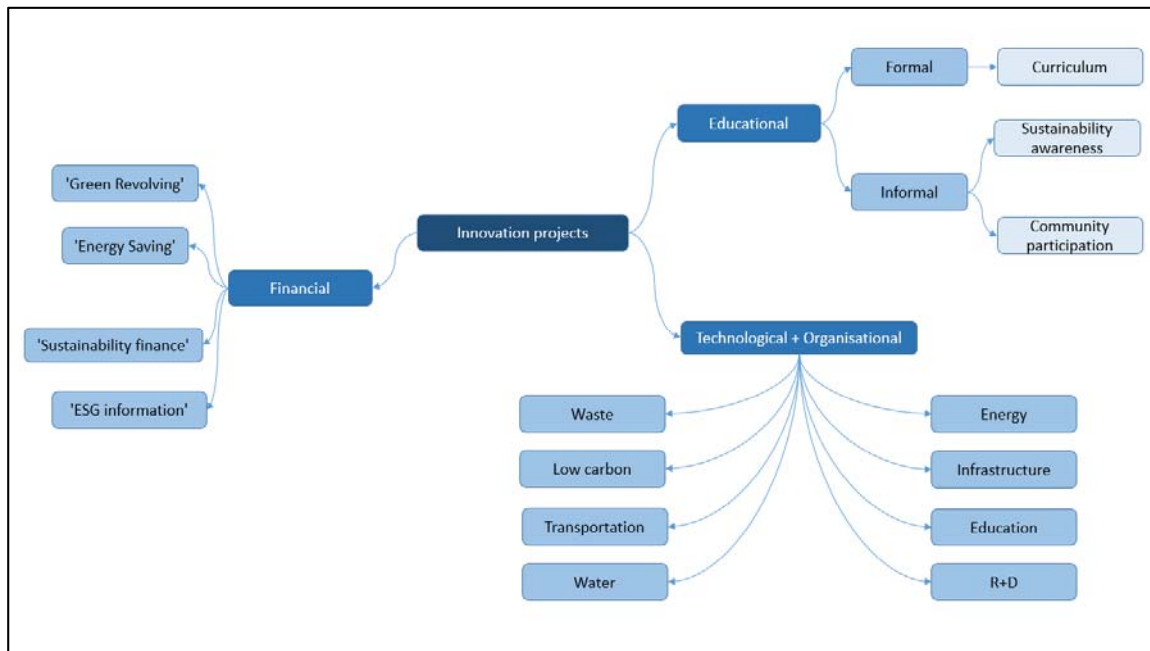 Formal
Curriculum
Educational
Sustainability
awareness
Informal
Community
participation
Innovation projects
'Green Revolving'
'Energy Saving'
Financial
'Sustainability finance'
'ESG information'
Technological + Organisational
Waste
Energy
Low carbon
Infrastructure
Transportation
Education
Water
R+D